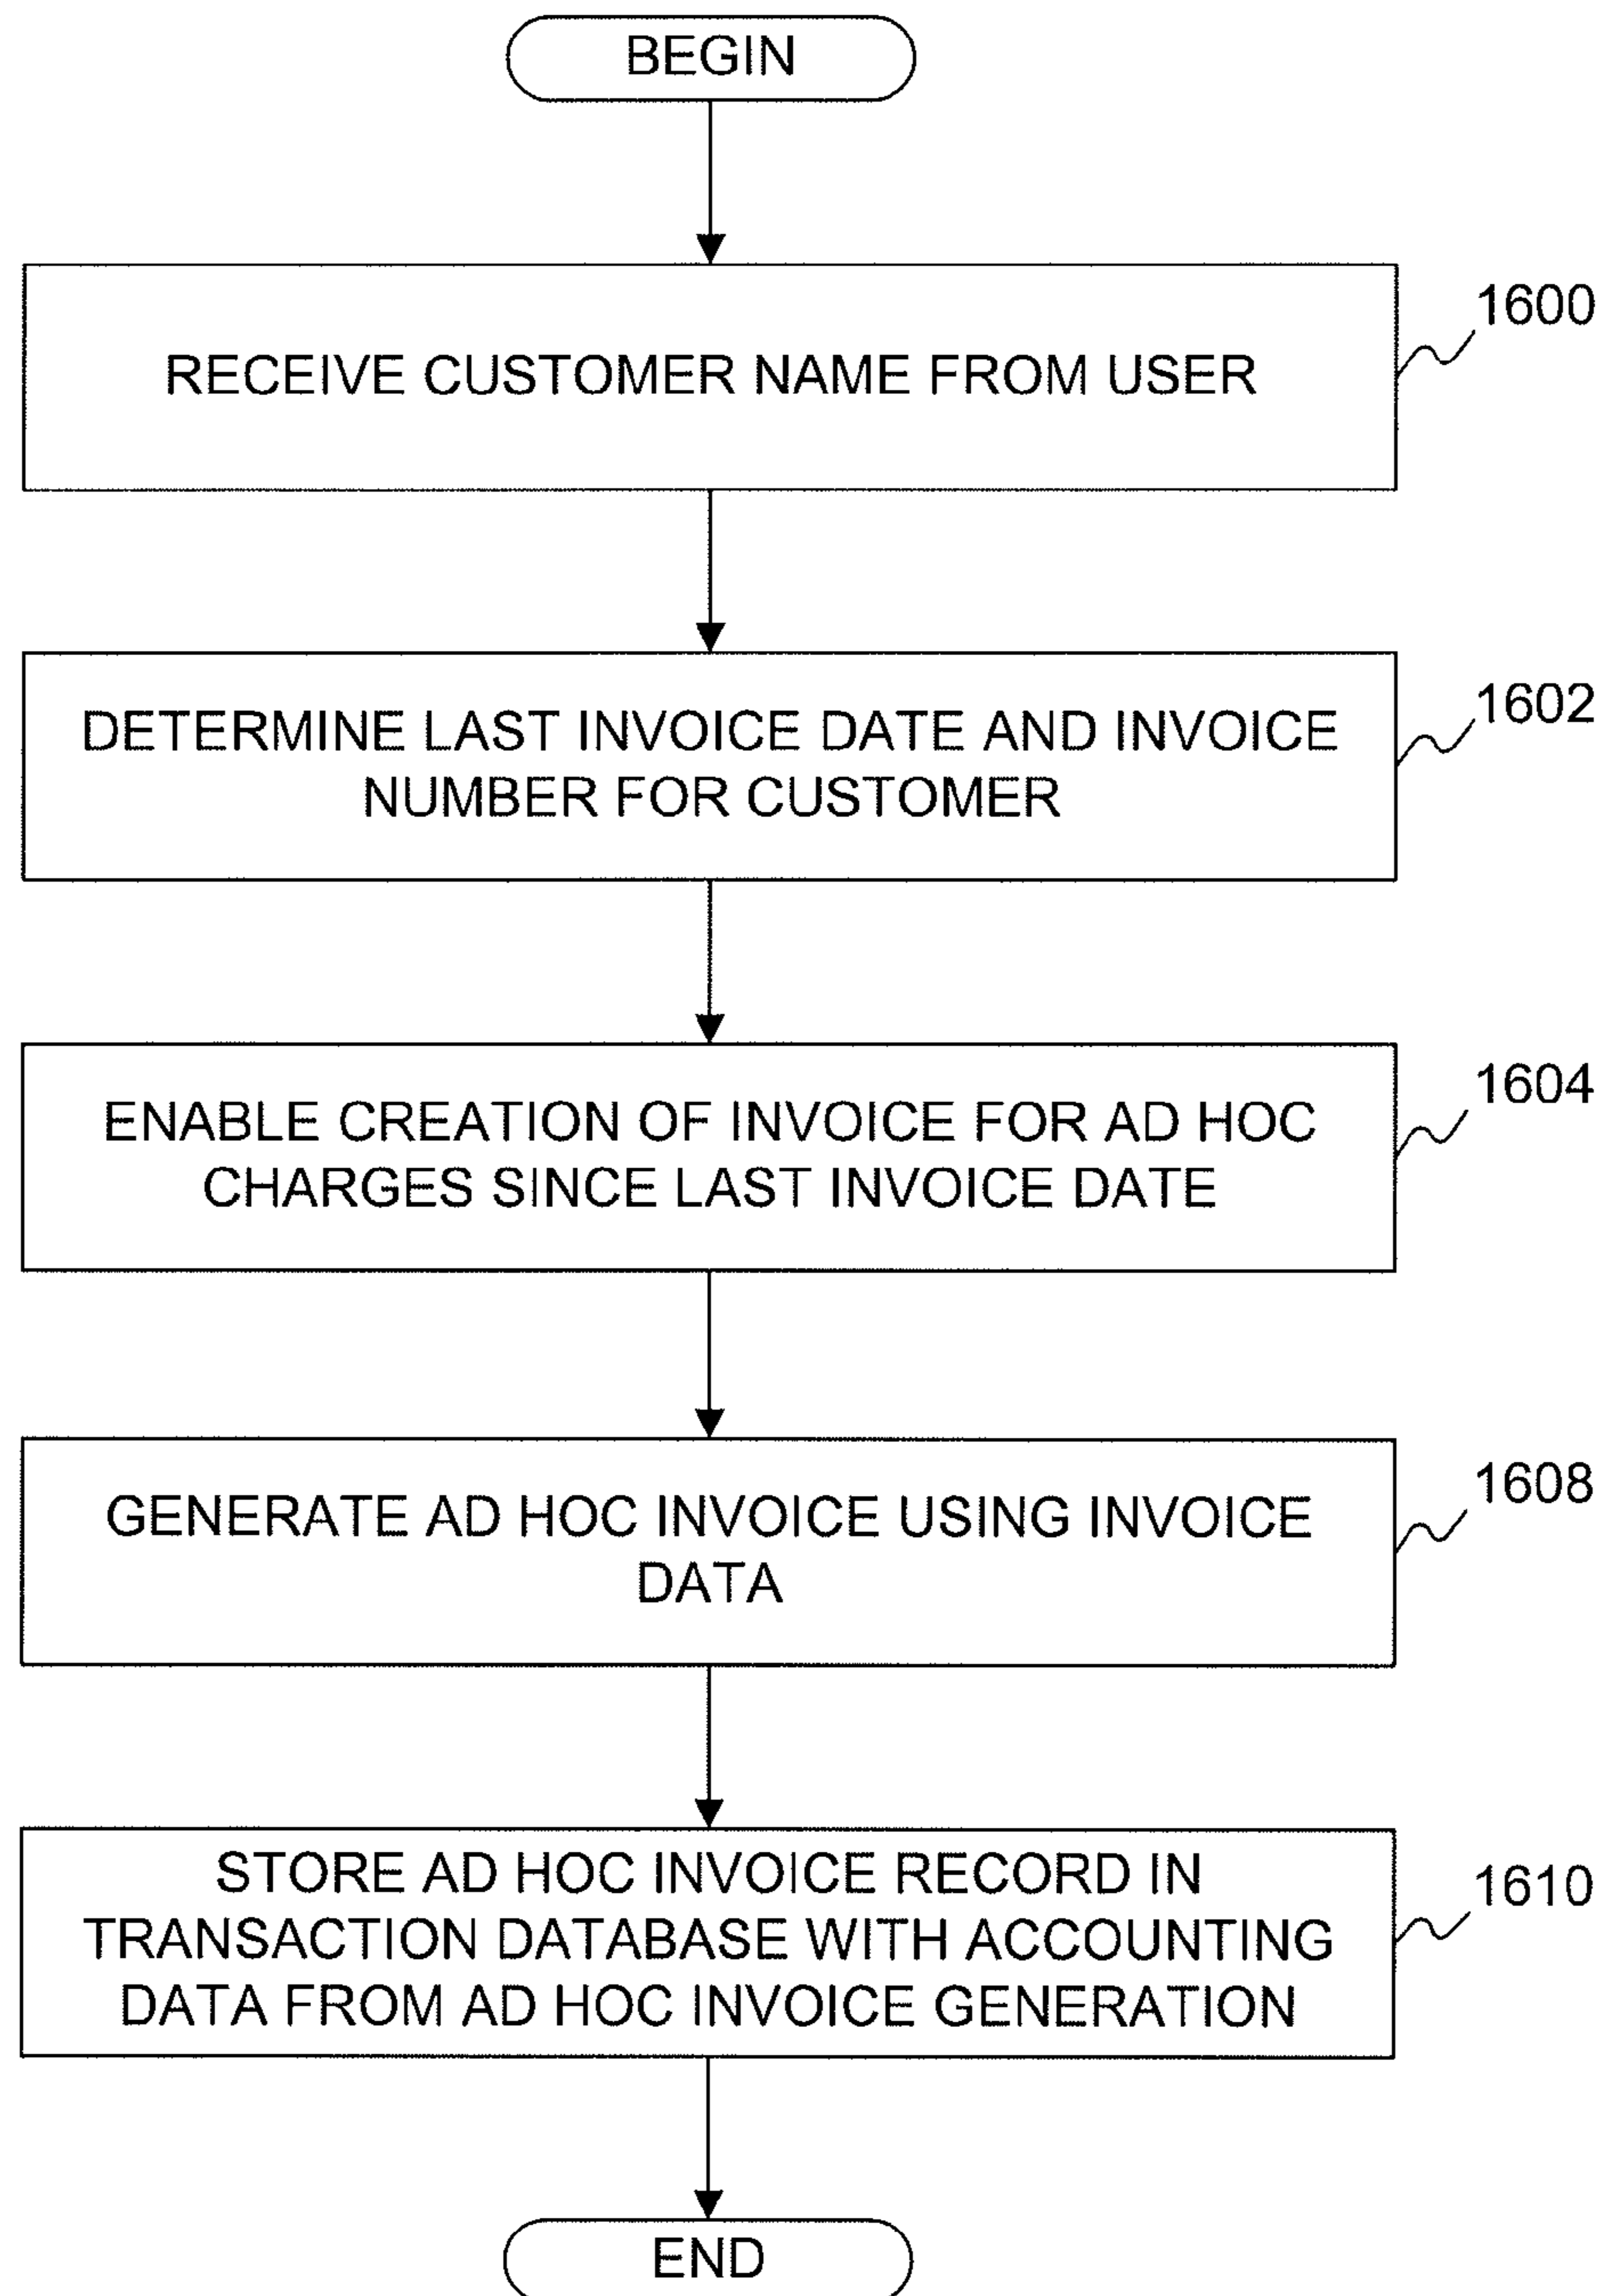 BEGIN
RECEIVE CUSTOMER NAME FROM USER
1600
DETERMINE LAST INVOICE DATE AND INVOICE
NUMBER FOR CUSTOMER
1602
ENABLE CREATION OF INVOICE FOR AD HOC
CHARGES SINCE LAST INVOICE DATE
1604
GENERATE AD HOC INVOICE USING INVOICE
DATA
1608
STORE AD HOC INVOICE RECORD IN
TRANSACTION DATABASE WITH ACCOUNTING
DATA FROM AD HOC INVOICE GENERATION
1610
END